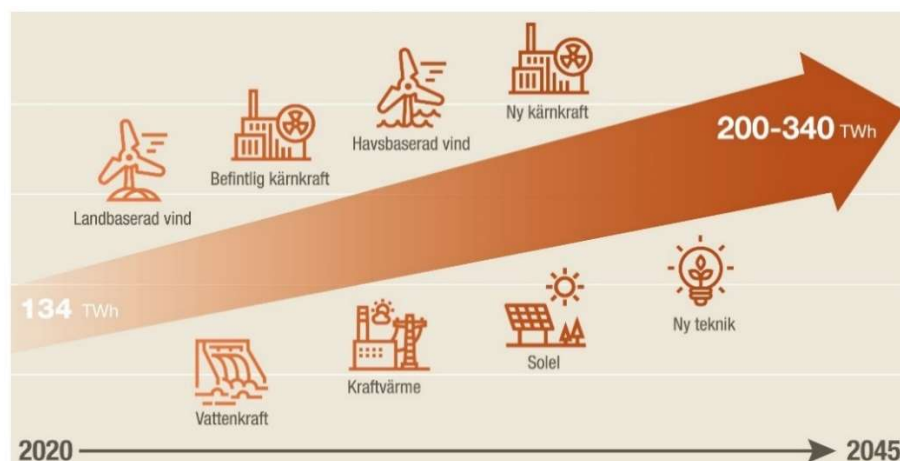 Ny kärnkraft
Havsbaserad vind
Befintlig kärnkraft
Landbaserad vind
200-340 TWh
134 TWh
Ny teknik
Solel
Kraftvärme
Vattenkraft
2020
2045